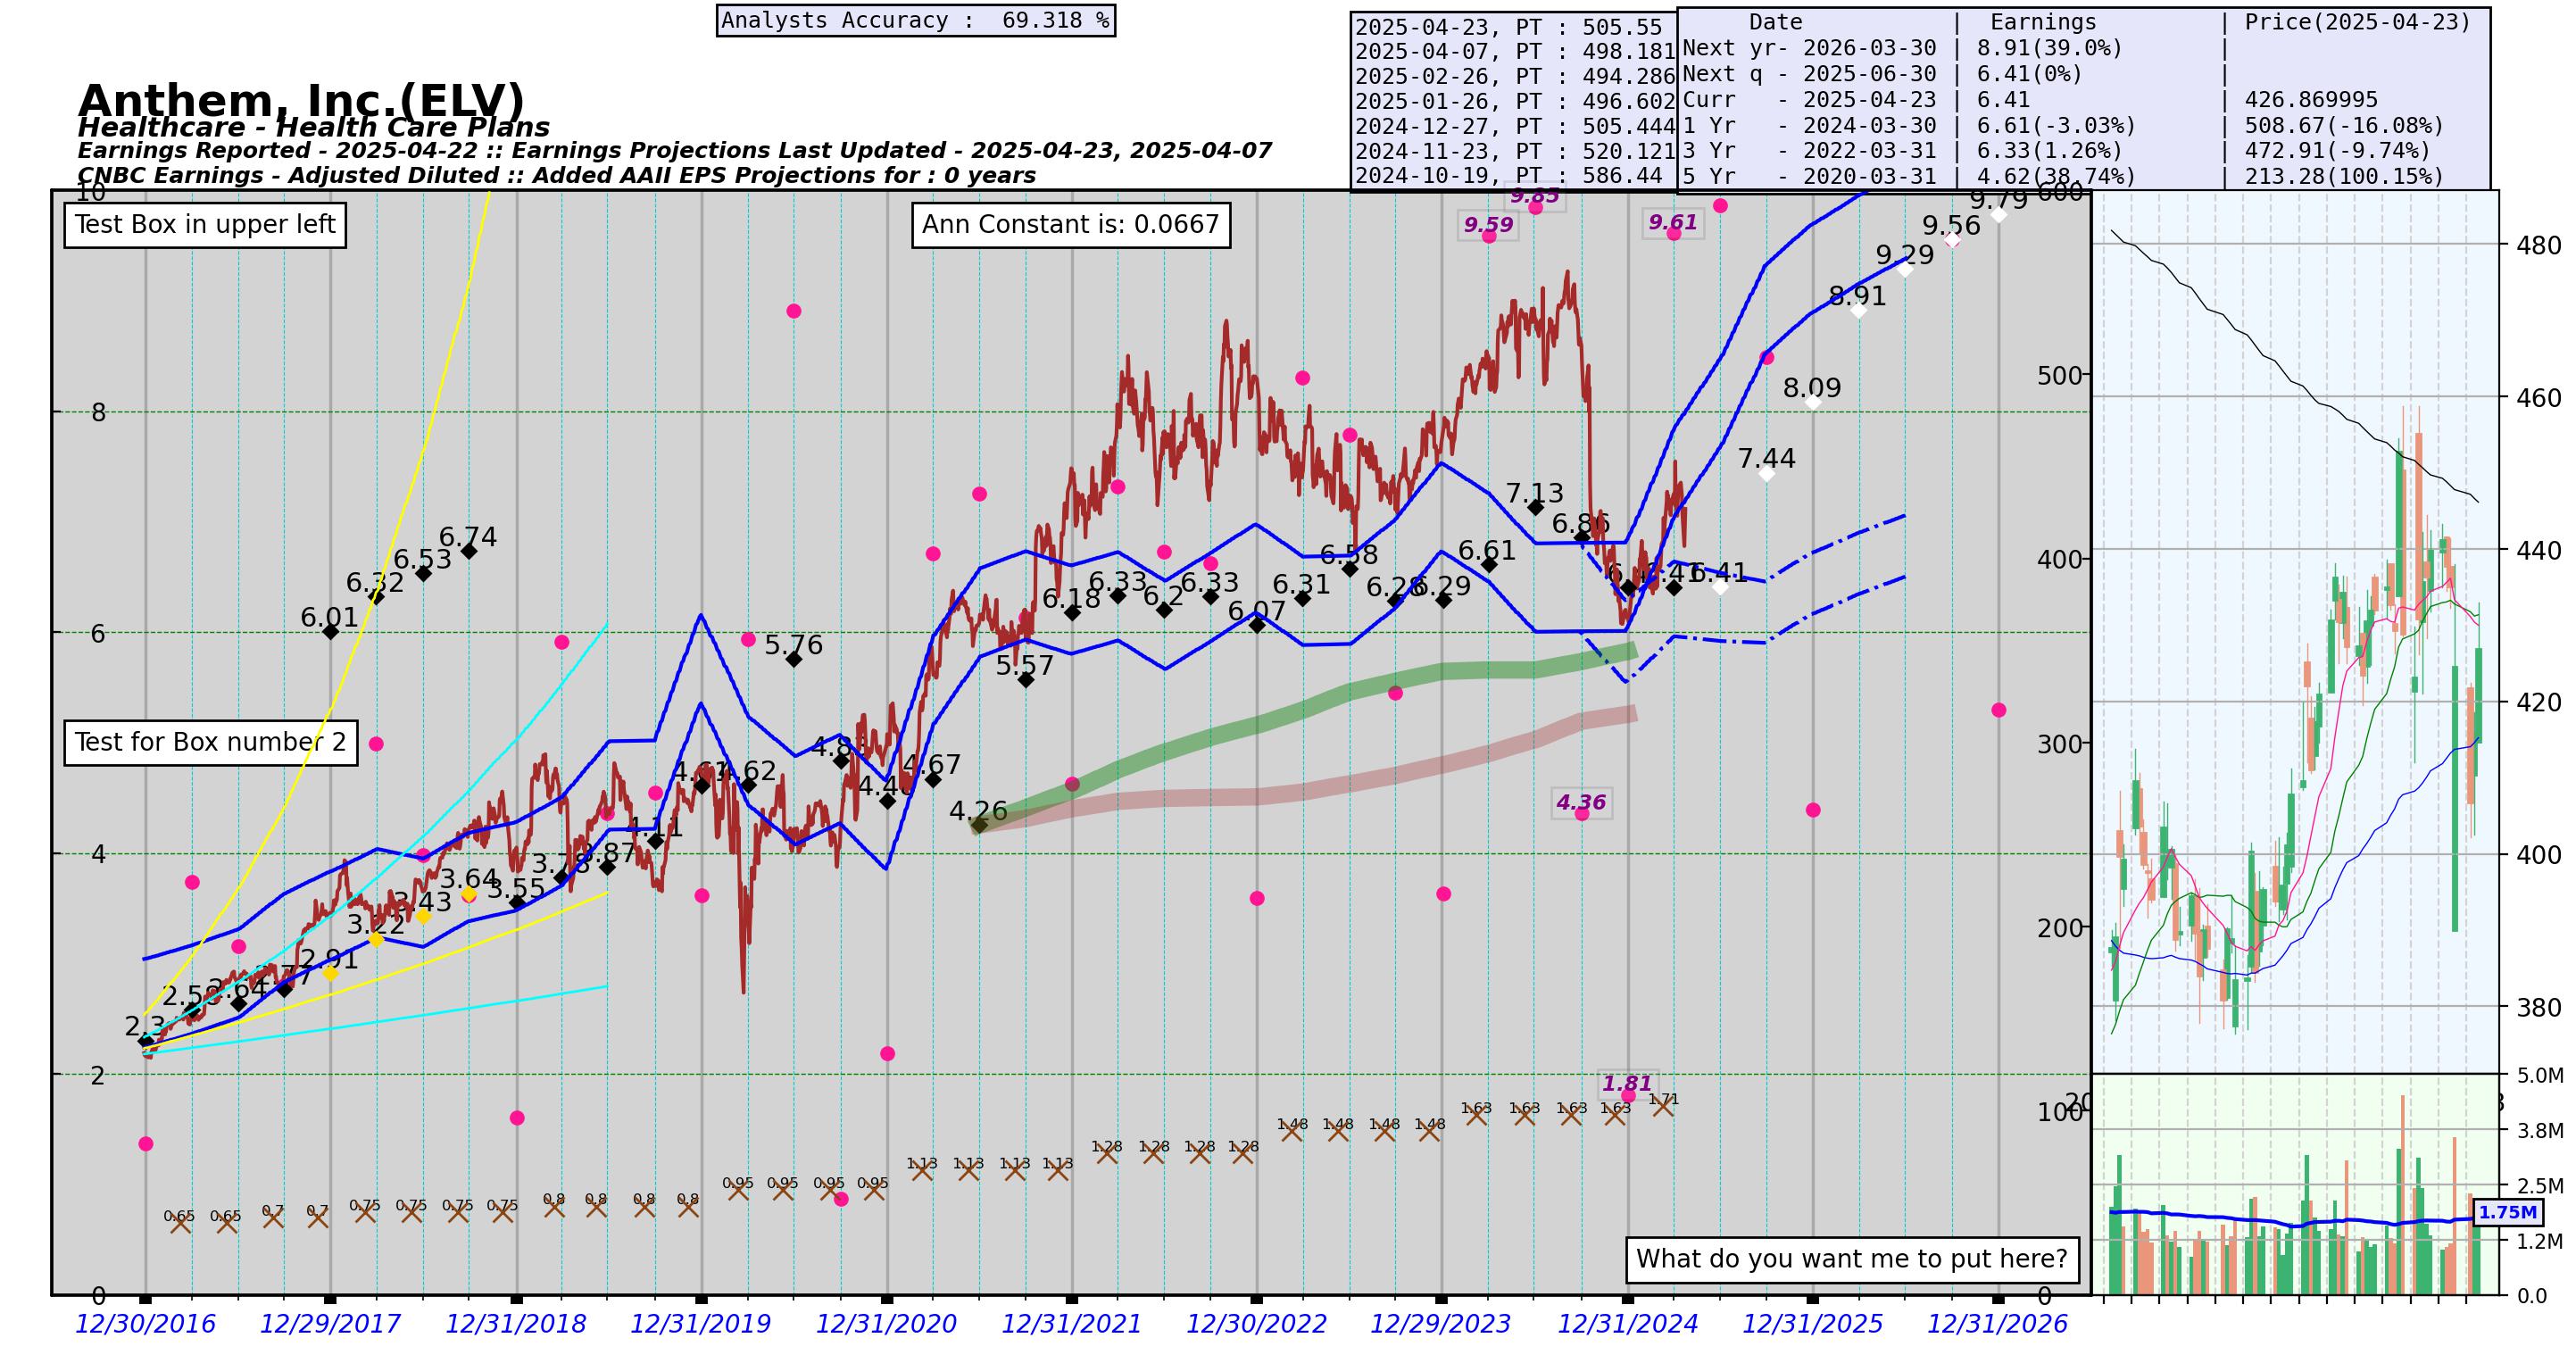 Analysts Accuracy :  69.318 %
2025-04-23, PT : 505.55
2025-04-07, PT : 498.181
2025-02-26, PT : 494.286
2025-01-26, PT : 496.602
2024-12-27, PT : 505.444
2024-11-23, PT : 520.121
2024-10-19, PT : 586.44
Date | Earnings | Price(2025-04-23)
Next yr- 2026-03-30 | 8.91(39.0%) |
Next q - 2025-06-30 | 6.41(0%) |
Curr - 2025-04-23 | 6.41 | 426.869995
1 Yr - 2024-03-30 | 6.61(-3.03%) | 508.67(-16.08%)
3 Yr - 2022-03-31 | 6.33(1.26%) | 472.91(-9.74%)
5 Yr - 2020-03-31 | 4.62(38.74%) | 213.28(100.15%)
Anthem, Inc.(ELV)
Healthcare - Health Care Plans
Earnings Reported - 2025-04-22 :: Earnings Projections Last Updated - 2025-04-23, 2025-04-07
CNBC Earnings - Adjusted Diluted :: Added AAII EPS Projections for : 0 years
Test Box in upper left
Ann Constant is: 0.0667
Test for Box number 2
What do you want me to put here?
10
8
6
4
2
0
600
500
400
300
200
100
0
480
460
440
420
400
380
5.0M
3.8M
2.5M
1.75M
1.2M
0.0
9.59
9.85
9.61
4.36
1.81
9.79
9.56
9.29
8.91
8.09
7.44
6.41
6.41
6.86
7.13
6.61
6.29
6.28
6.58
6.31
6.07
6.33
6.2
6.33
6.18
5.57
4.26
4.67
4.83
5.76
4.62
4.61
4.11
3.87
3.78
3.55
3.64
3.43
3.22
2.91
2.77
2.64
2.58
2.3
6.01
6.32
6.53
6.74
0.65 0.65 0.7 0.7 0.75 0.75 0.75 0.75 0.8 0.8 0.8 0.8 0.95 0.95 0.95 0.95 1.13 1.13 1.13 1.13 1.28 1.28 1.28 1.28 1.48 1.48 1.48 1.48 1.63 1.63 1.63 1.63 1.71
12/30/2016 12/29/2017 12/31/2018 12/31/2019 12/31/2020 12/31/2021 12/30/2022 12/29/2023 12/31/2024 12/31/2025 12/31/2026